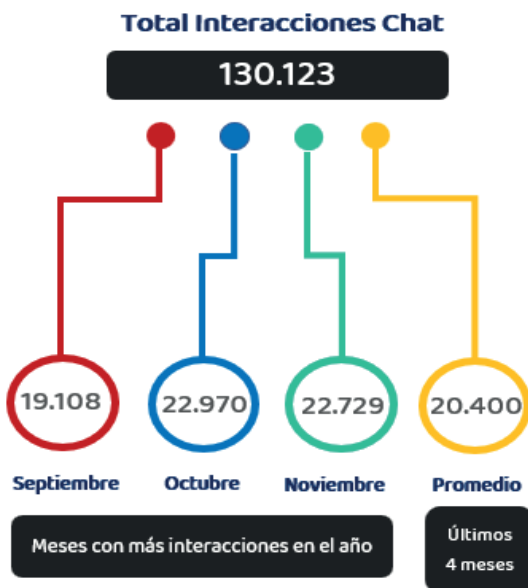 Total Interacciones Chat
130.123
19.108
22.970
22.729
20.400
Septiembre
Octubre
Noviembre
Promedio
Meses con más interacciones en el año
Últimos
4 meses